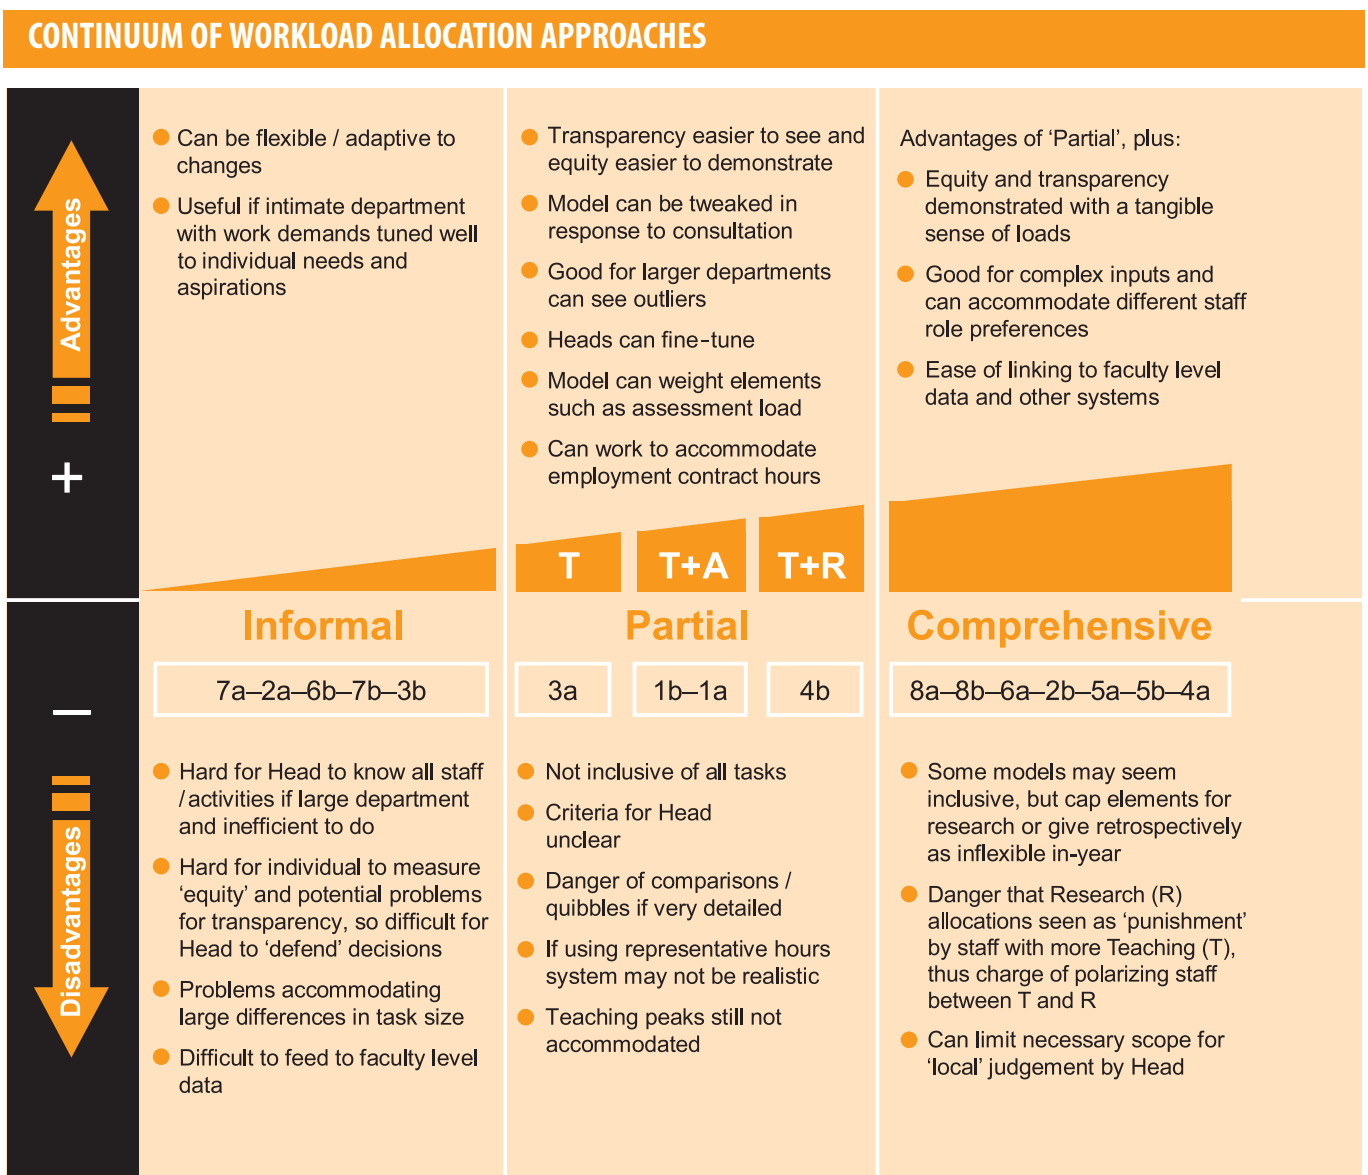 CONTINUUM OF WORKLOAD ALLOCATION APPROACHES
Advantages
+
Can be flexible / adaptive to
changes
Useful if intimate department
with work demands tuned well
to individual needs and
aspirations
Transparency easier to see and
equity easier to demonstrate
Model can be tweaked in
response to consultation
Good for larger departments
can see outliers
Heads can fine-tune
Model can weight elements
such as assessment load
Can work to accommodate
employment contract hours
Advantages of ‘Partial’, plus:
Equity and transparency
demonstrated with a tangible
sense of loads
Good for complex inputs and
can accommodate different staff
role preferences
Ease of linking to faculty level
data and other systems
T
T+A
T+R
Informal
Partial
Comprehensive
7a–2a–6b–7b–3b
3a
1b–1a
4b
8a–8b–6a–2b–5a–5b–4a
–
Disadvantages
Hard for Head to know all staff
/activities if large department
and inefficient to do
Hard for individual to measure
‘equity’ and potential problems
for transparency, so difficult for
Head to ‘defend’ decisions
Problems accommodating
large differences in task size
Difficult to feed to faculty level
data
Not inclusive of all tasks
Criteria for Head
unclear
Danger of comparisons /
quibbles if very detailed
If using representative hours
system may not be realistic
Teaching peaks still not
accommodated
Some models may seem
inclusive, but cap elements for
research or give retrospectively
as inflexible in-year
Danger that Research (R)
allocations seen as ‘punishment’
by staff with more Teaching (T),
thus charge of polarizing staff
between T and R
Can limit necessary scope for
‘local’ judgement by Head